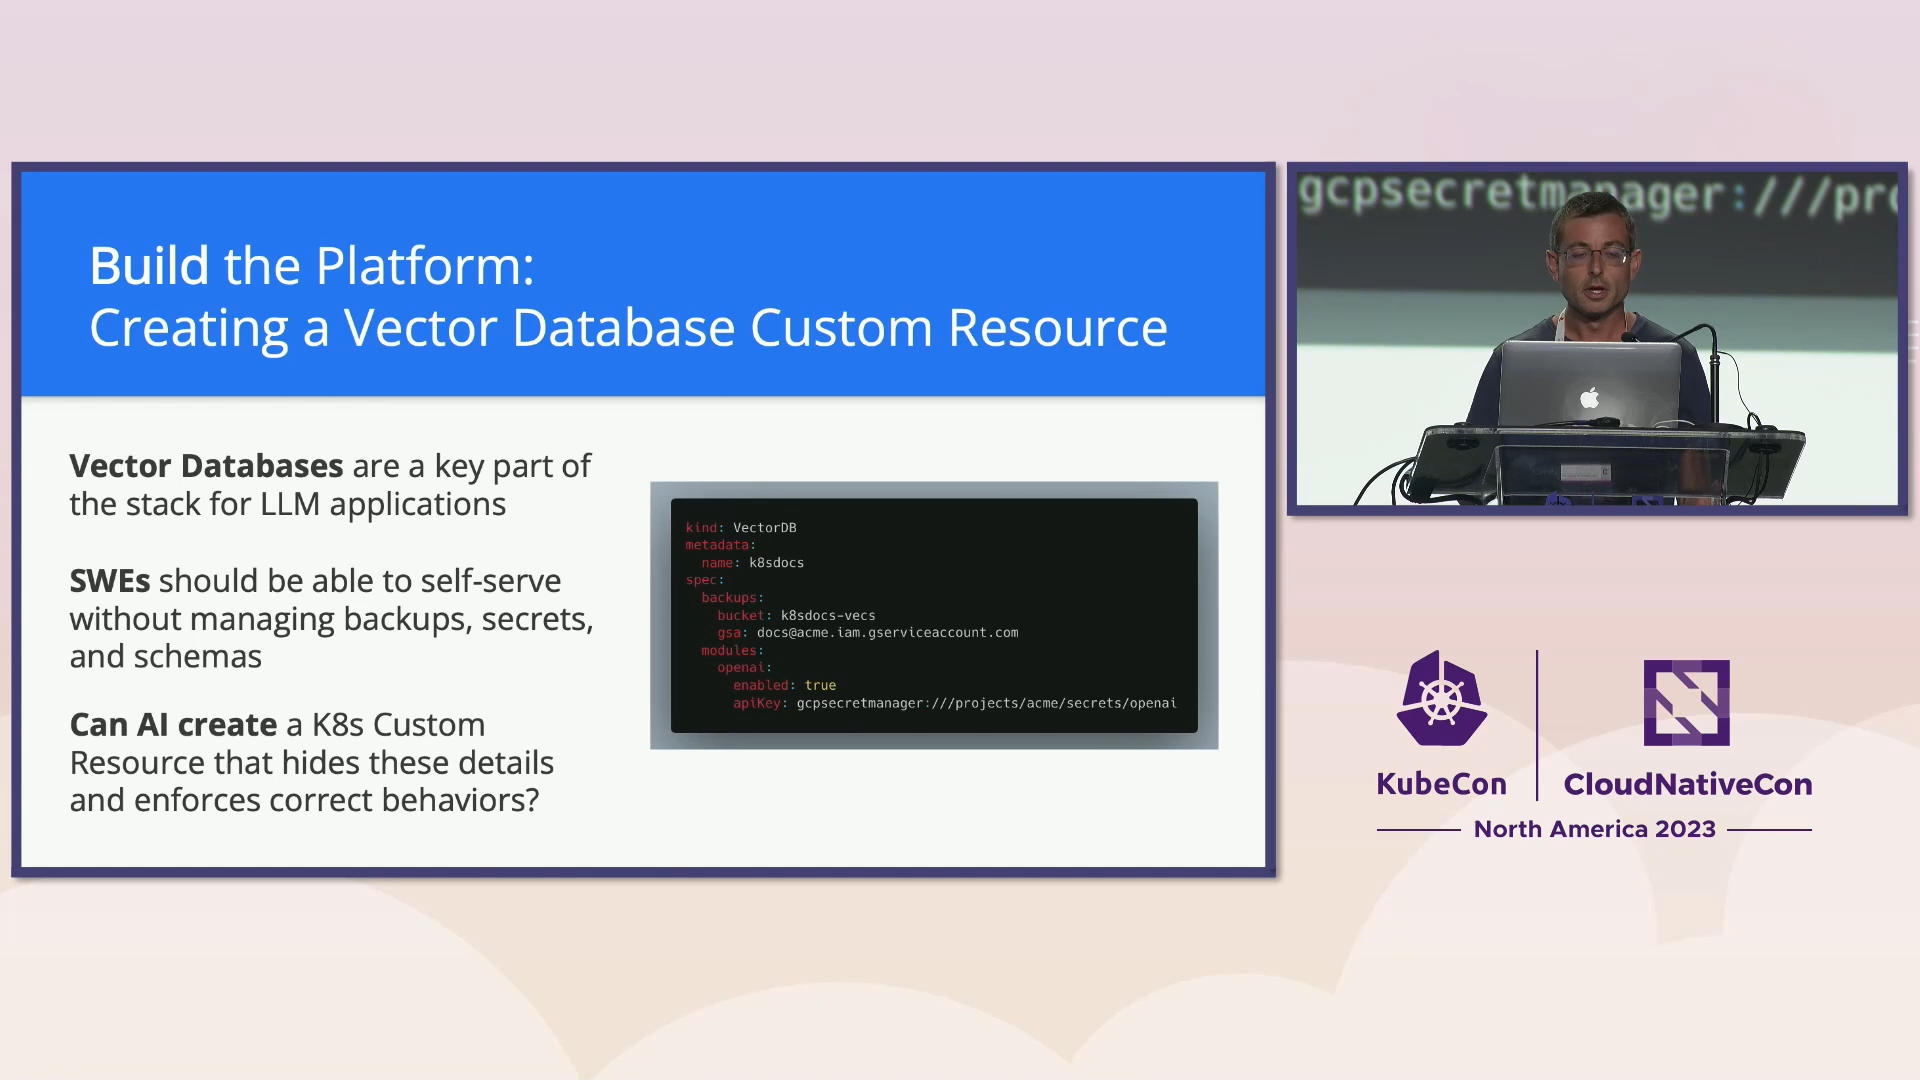 Build the Platform:
Creating a Vector Database Custom Resource
Vector Databases are a key part of
the stack for LLM applications
SWEs should be able to self-serve
without managing backups, secrets,
and schemas
Can AI create a K8s Custom
Resource that hides these details
and enforces correct behaviors?
kind: VectorDB
metadata:
  name: k8sdocs
spec:
  backups:
    bucket: k8sdocs-vecs
    gsa: docs@acme.iam.gserviceaccount.com
  modules:
    openai:
      enabled: true
      apiKey: gcpsecretmanager:///projects/acme/secrets/openai
gcpsecretmanager:///pro
KubeCon
CloudNativeCon
North America 2023